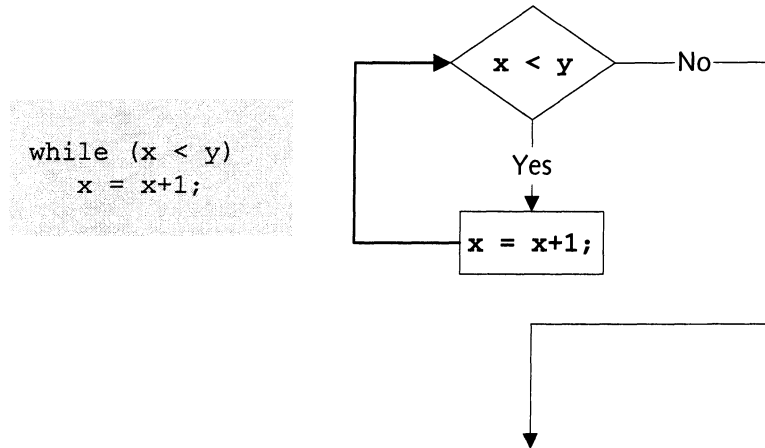 while (x < y)
x = x+1;
x < y
No
Yes
x = x+1;